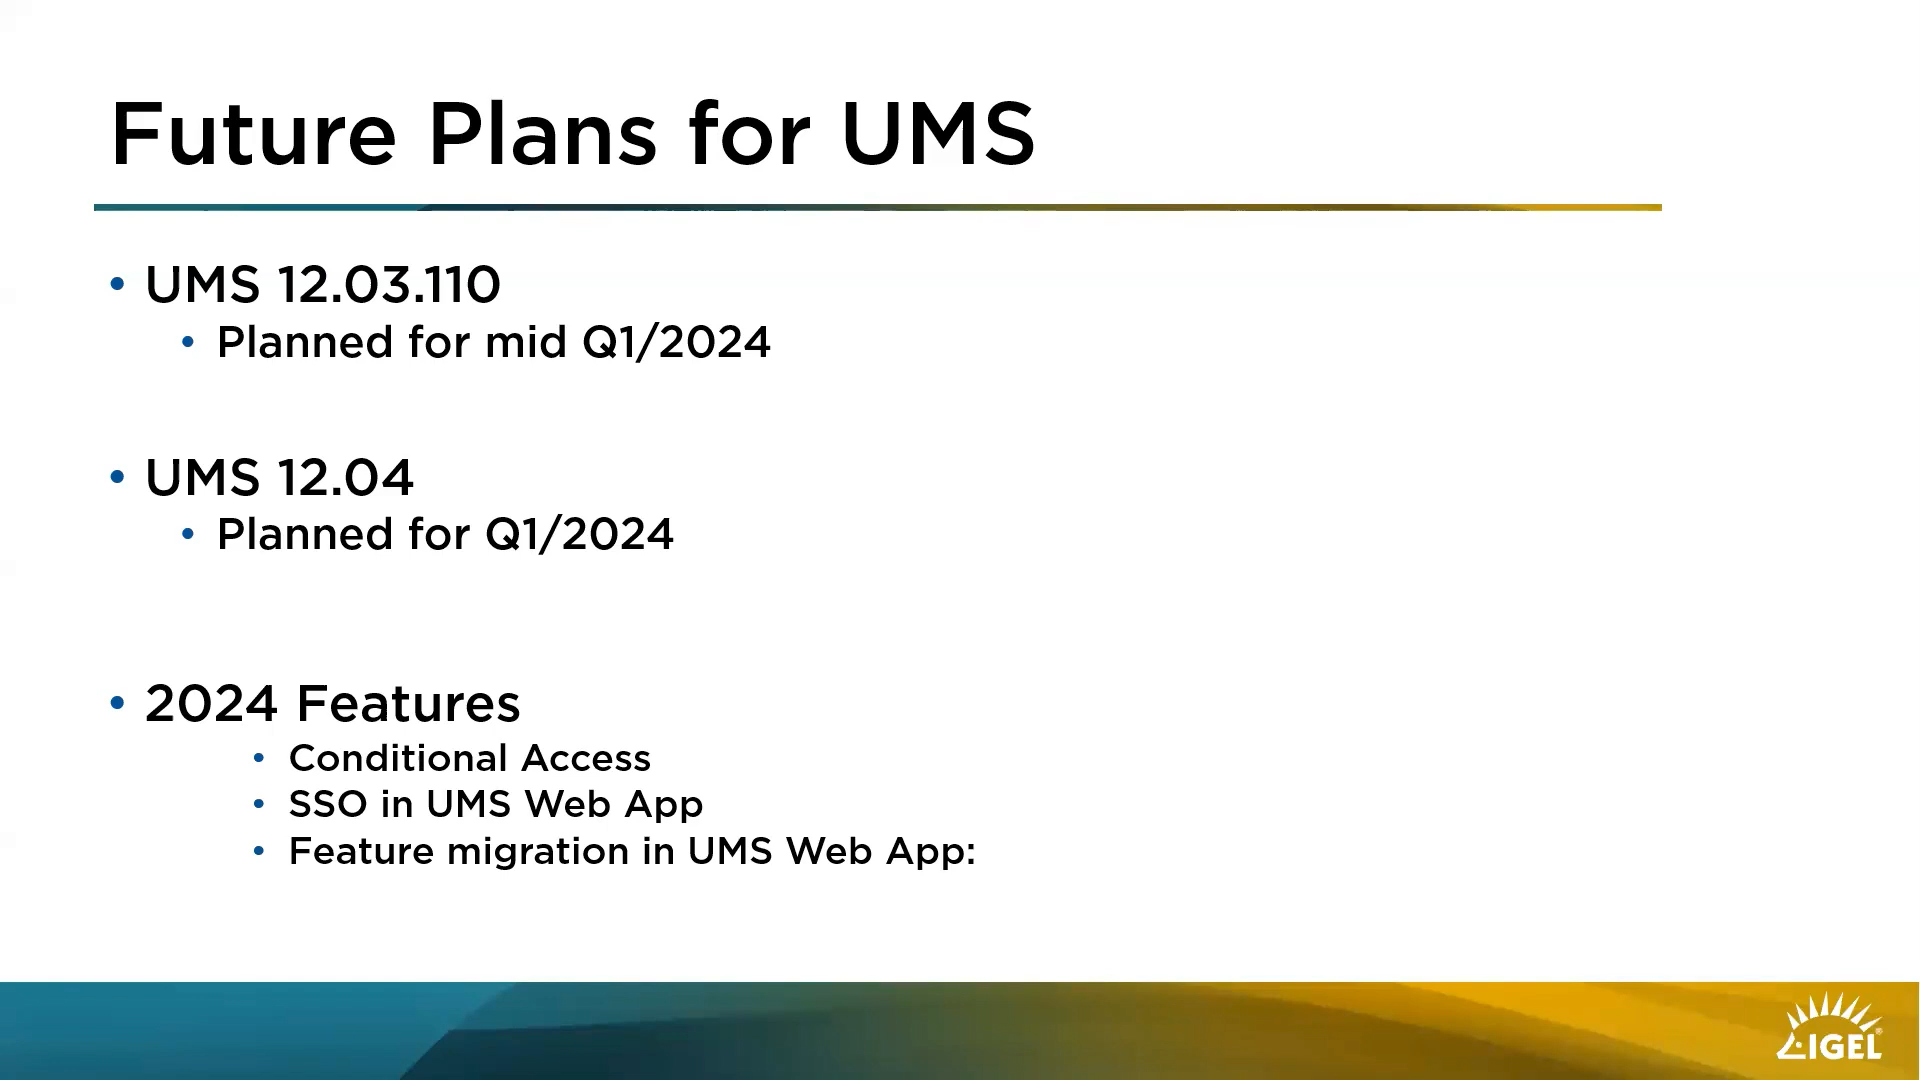 Future Plans for UMS
• UMS 12.03.110
• Planned for mid Q1/2024
• UMS 12.04
• Planned for Q1/2024
• 2024 Features
• Conditional Access
• SSO in UMS Web App
• Feature migration in UMS Web App:
IGEL®